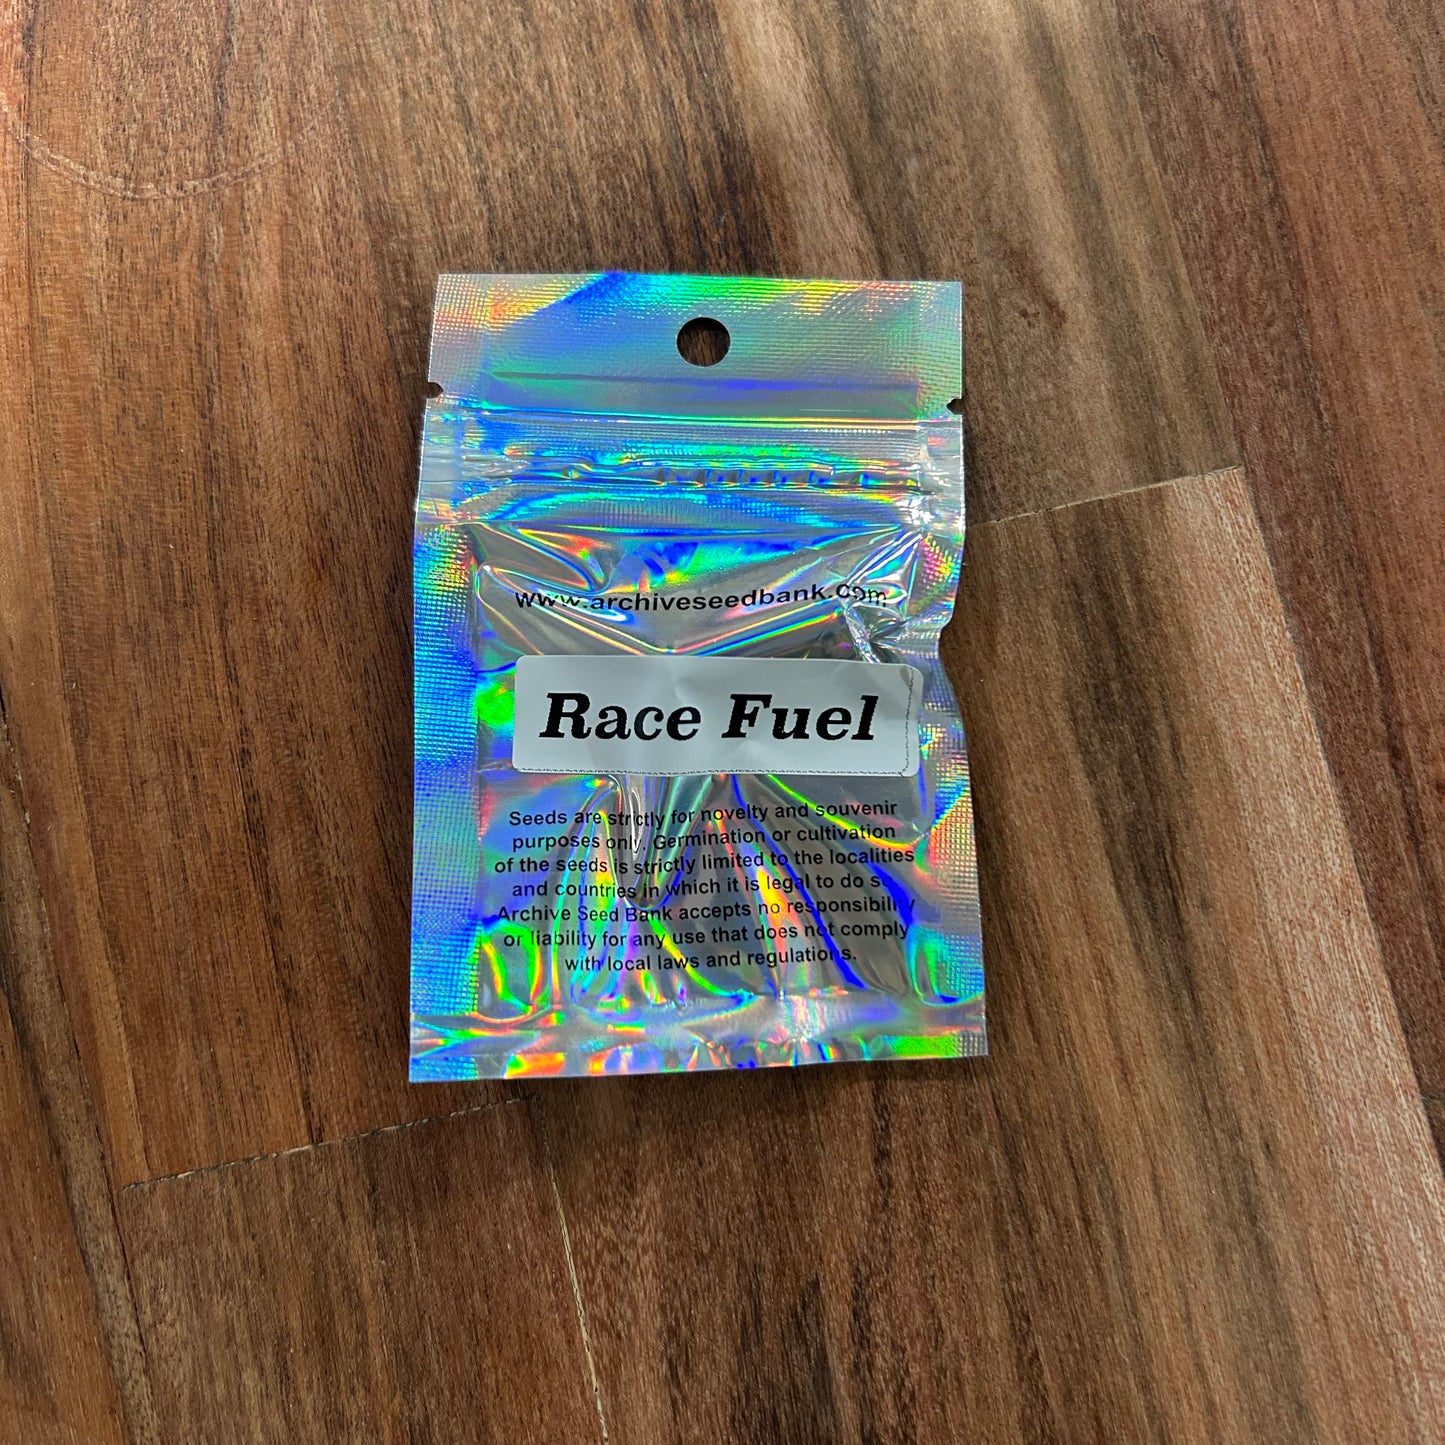 www.archiveseedbank.com
Race Fuel
Seeds are strictly for novelty and souvenir
purposes only. Germination or cultivation
of the seeds is strictly limited to the localities
and countries in which it is legal to do so.
Archive Seed Bank accepts no responsibility
or liability for any use that does not comply
with local laws and regulations.